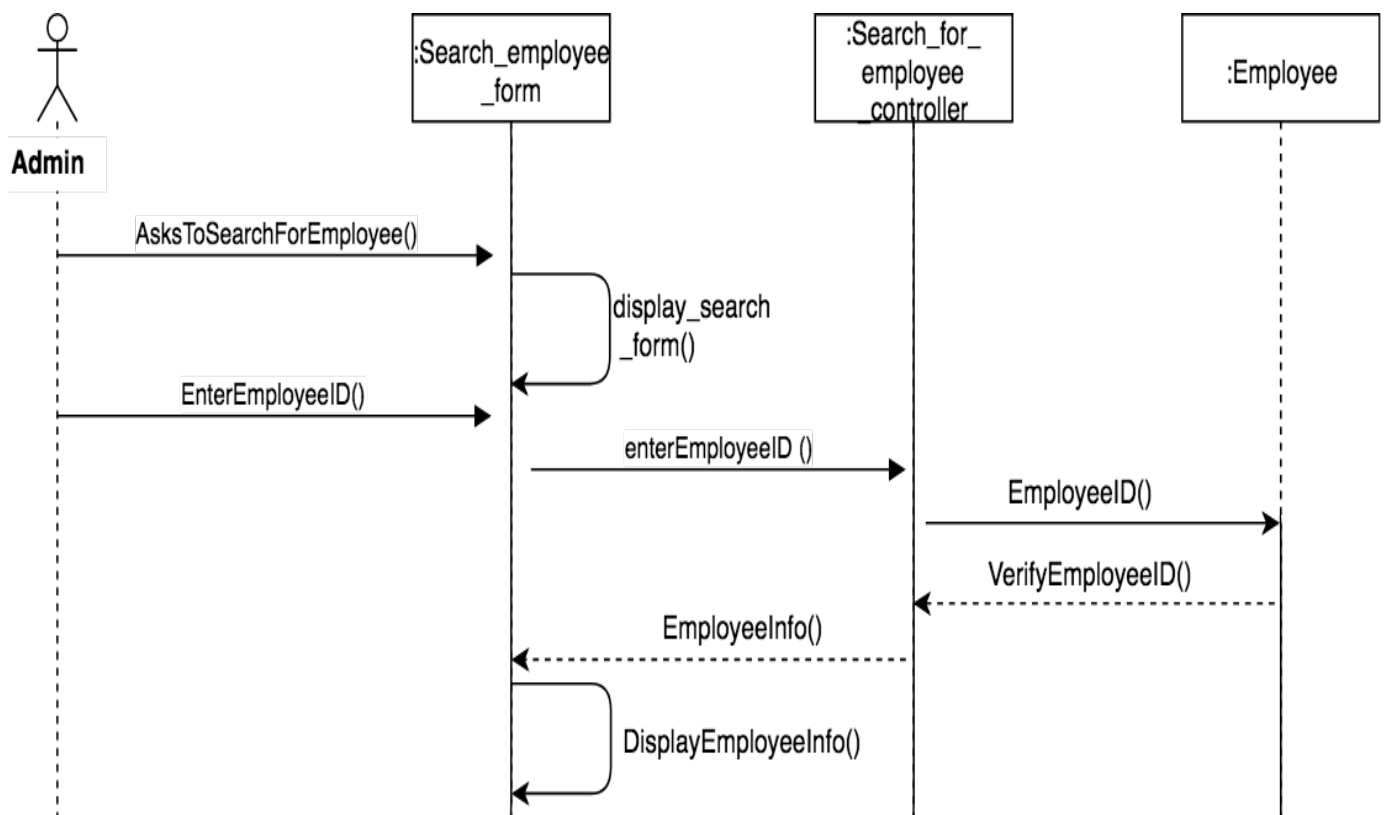 :Search_employee
_form
:Search_for_
employee
_controller
:Employee
Admin
AsksToSearchForEmployee()
display_search
_form()
EnterEmployeeID()
enterEmployeeID ()
EmployeeID()
VerifyEmployeeID()
EmployeeInfo()
DisplayEmployeeInfo()